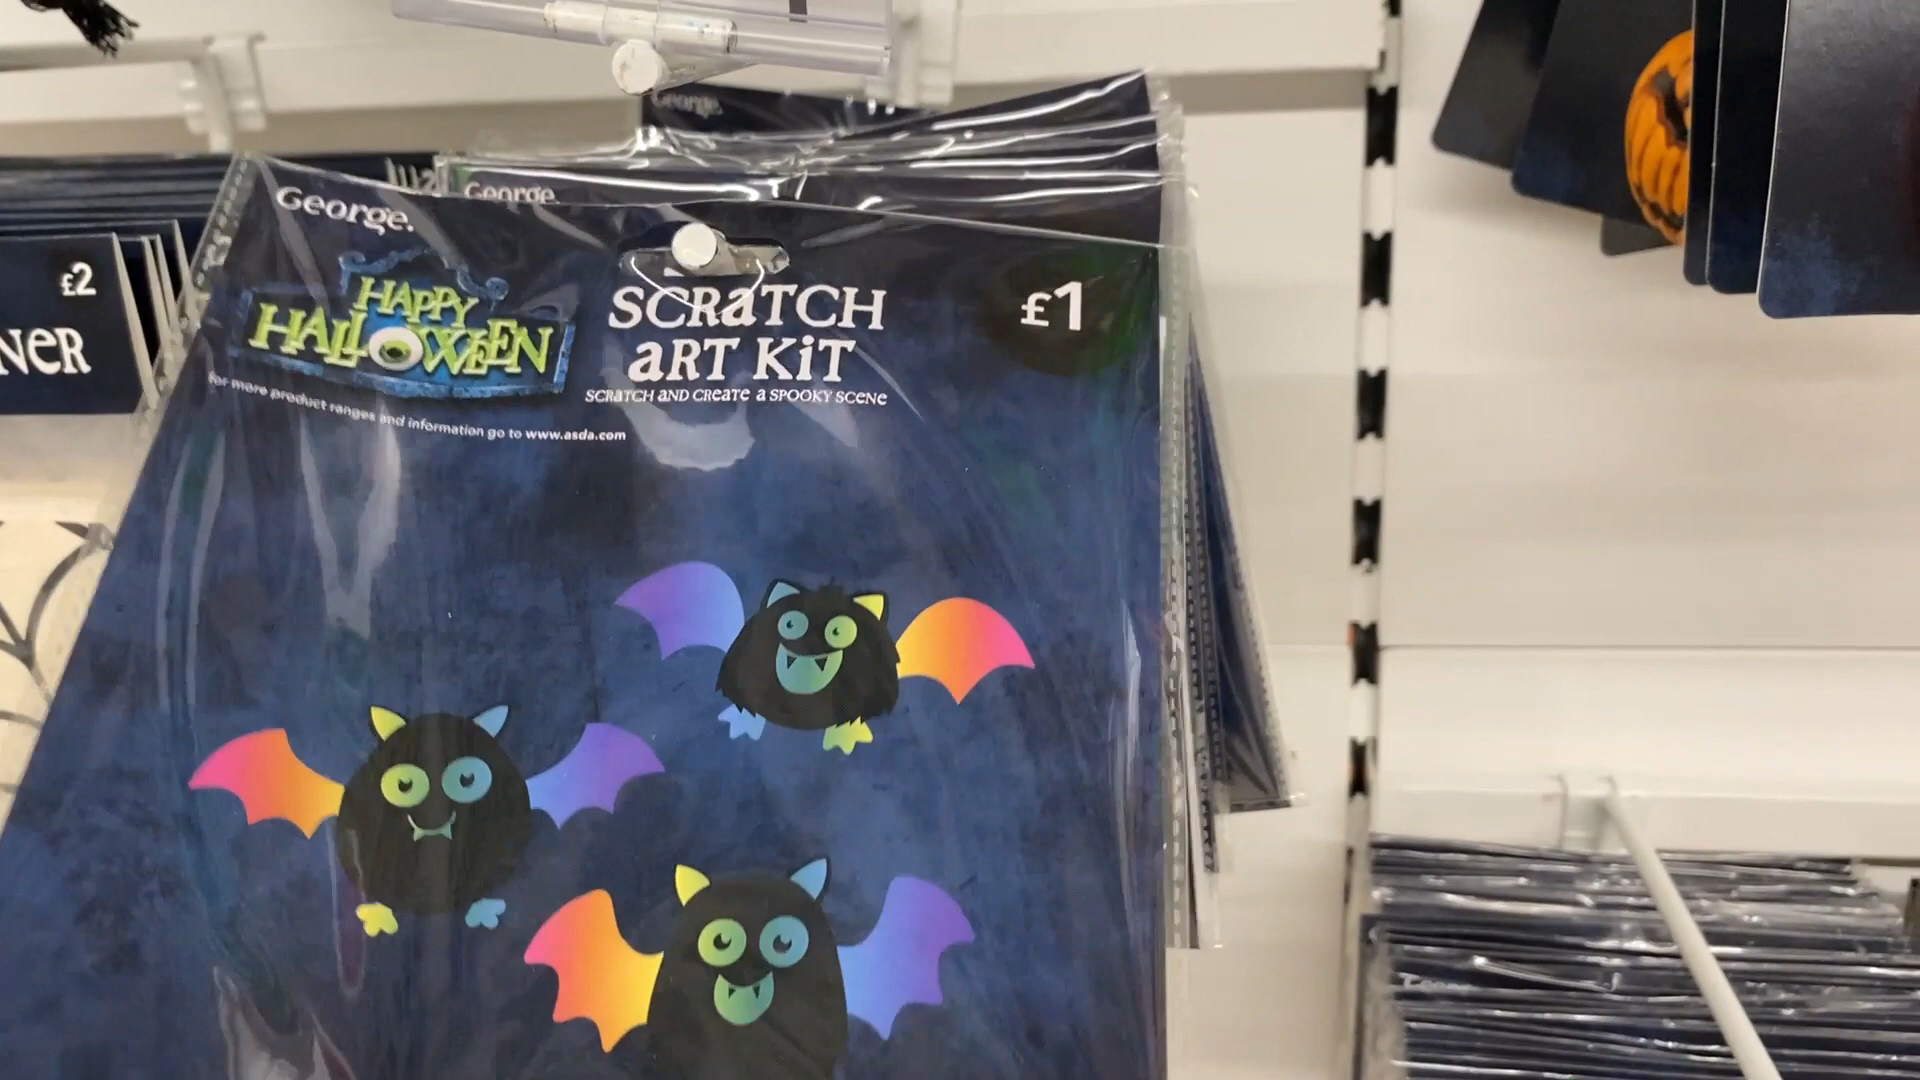 George.
George.
George.
HAPPY
HALLOWEEN
for more product ranges and information go to www.asda.com
SCRatCH
aRT KiT
SCRatCH aND CReate a SPOOKY SCeNe
£1
£2
NeR